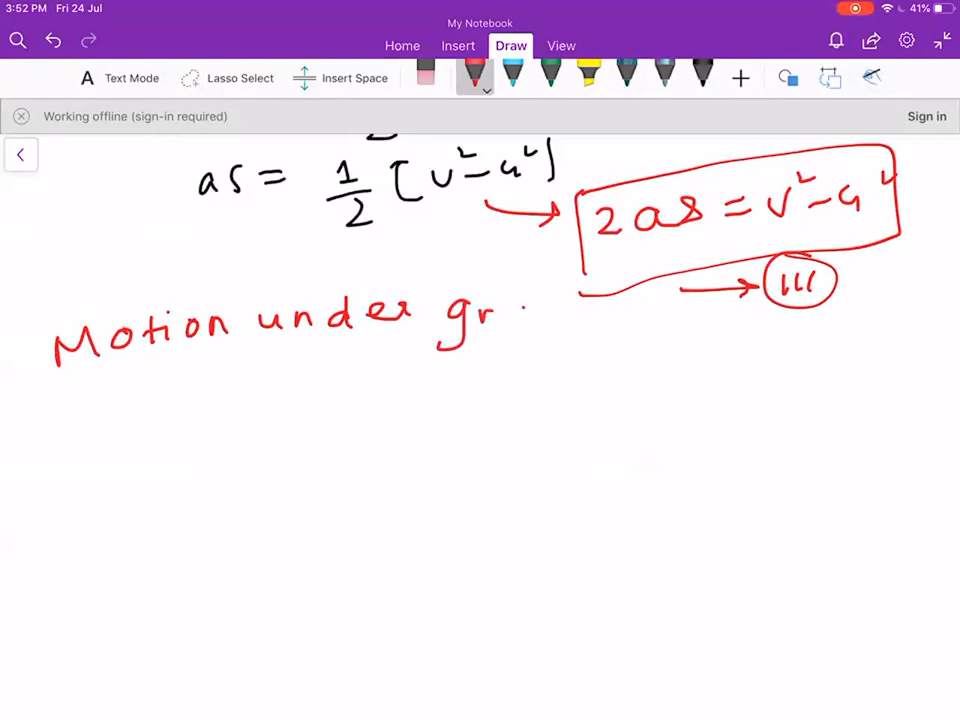 3:52 PM Fri 24 Jul
41%
My Notebook
Home Insert Draw View
A Text Mode Lasso Select Insert Space
Working offline (sign-in required) Sign in
as = 1/2 [v²-u²]
2as = v²-u²
III
Motion under gr